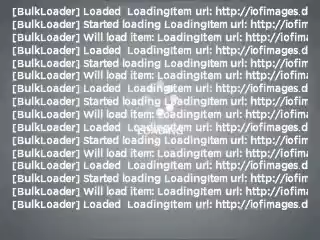 [BulkLoader] Loaded  LoadingItem url: http://iofimages.d
[BulkLoader] Started loading LoadingItem url: http://iofim
[BulkLoader] Will load item: LoadingItem url: http://iofima
[BulkLoader] Loaded  LoadingItem url: http://iofimages.d
[BulkLoader] Started loading LoadingItem url: http://iofim
[BulkLoader] Will load item: LoadingItem url: http://iofima
[BulkLoader] Loaded  LoadingItem url: http://iofimages.d
[BulkLoader] Started loading LoadingItem url: http://iofim
[BulkLoader] Will load item: LoadingItem url: http://iofima
[BulkLoader] Loaded  LoadingItem url: http://iofimages.d
LOADING
[BulkLoader] Started loading LoadingItem url: http://iofim
[BulkLoader] Will load item: LoadingItem url: http://iofima
[BulkLoader] Loaded  LoadingItem url: http://iofimages.d
[BulkLoader] Started loading LoadingItem url: http://iofim
[BulkLoader] Will load item: LoadingItem url: http://iofima
[BulkLoader] Loaded  LoadingItem url: http://iofimages.d